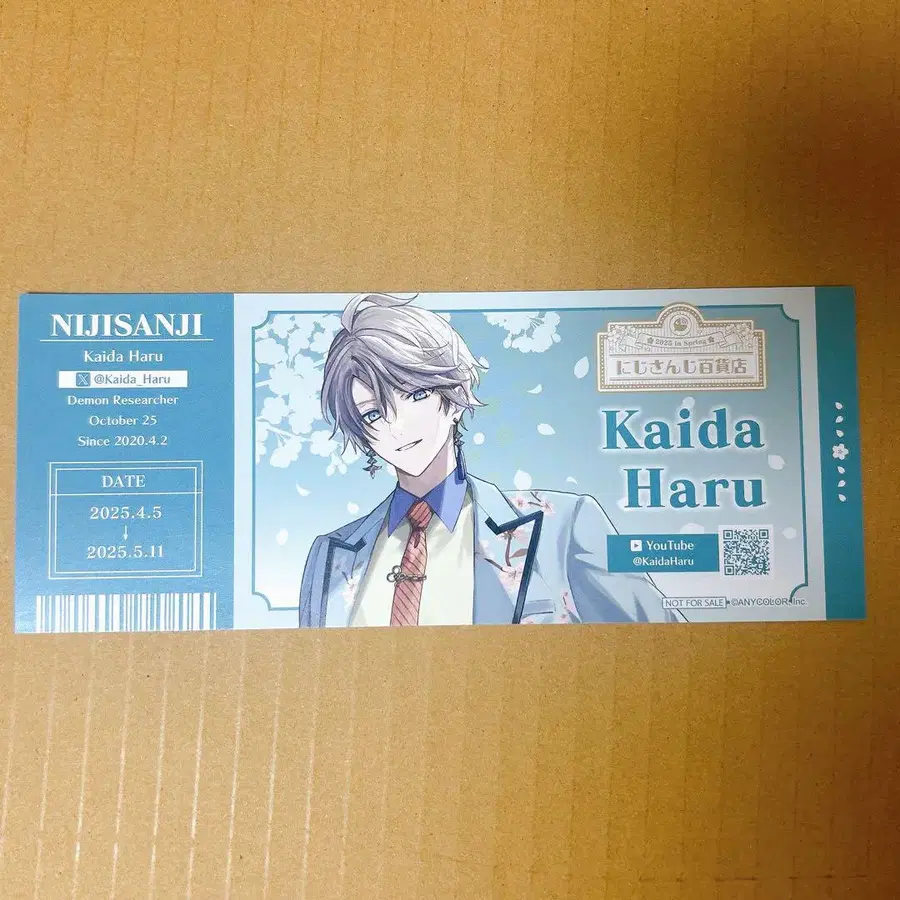 NIJISANJI
Kaida Haru
X @Kaida_Haru
Demon Researcher
October 25
Since 2020.4.2
DATE
2025.4.5
↓
2025.5.11
2025 in Spring
にじさんじ百貨店
Kaida
Haru
YouTube
@KaidaHaru
NOT FOR SALE ©ANYCOLOR, Inc.